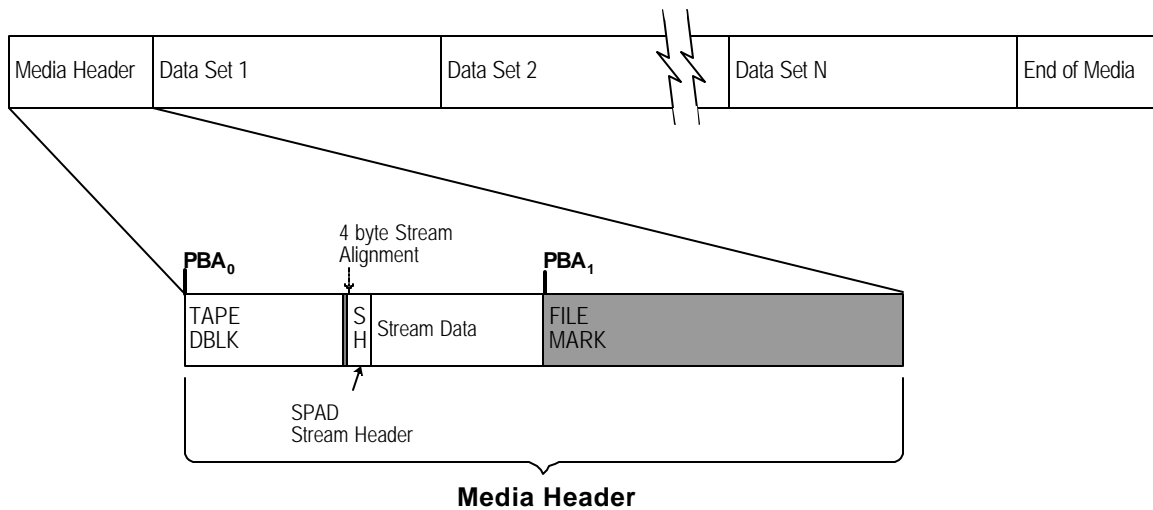 Media Header
Data Set 1
Data Set 2
Data Set N
End of Media
4 byte Stream
Alignment
PBA₀
PBA₁
TAPE
DBLK
S
H
Stream Data
FILE
MARK
SPAD
Stream Header
Media Header